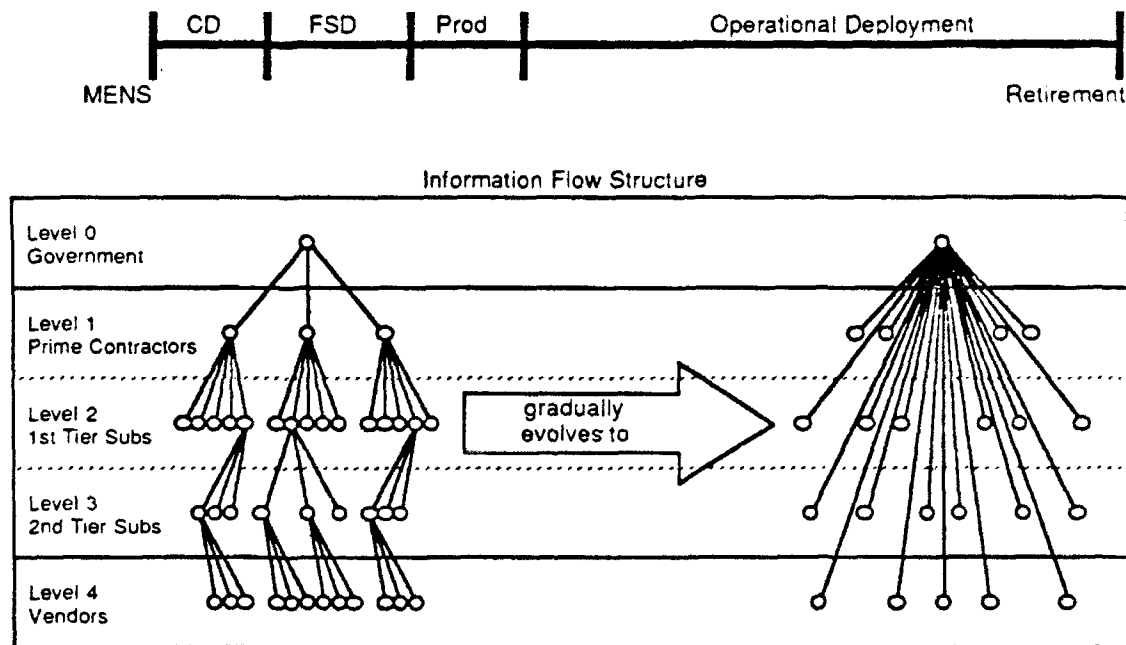 CD FSD Prod Operational Deployment
MENS Retirement
Information Flow Structure
Level 0
Government
Level 1
Prime Contractors
Level 2
1st Tier Subs
gradually
evolves to
Level 3
2nd Tier Subs
Level 4
Vendors